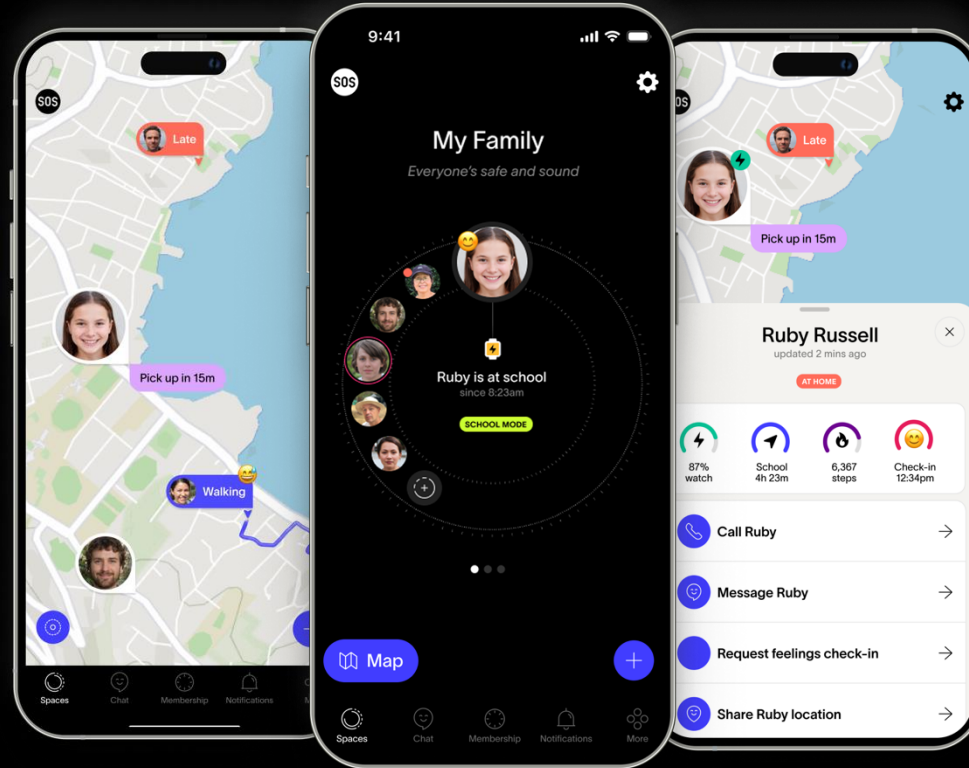 SOS
Late
Pick up in 15m
Walking
Spaces
Chat
Membership
Notifications
9:41
SOS
My Family
Everyone's safe and sound
Ruby is at school
since 8:23am
SCHOOL MODE
Map
Spaces
Chat
Membership
Notifications
More
Late
Pick up in 15m
Ruby Russell
updated 2 mins ago
AT HOME
87%
watch
School
4h 23m
6,367
steps
Check-in
12:34pm
Call Ruby
Message Ruby
Request feelings check-in
Share Ruby location